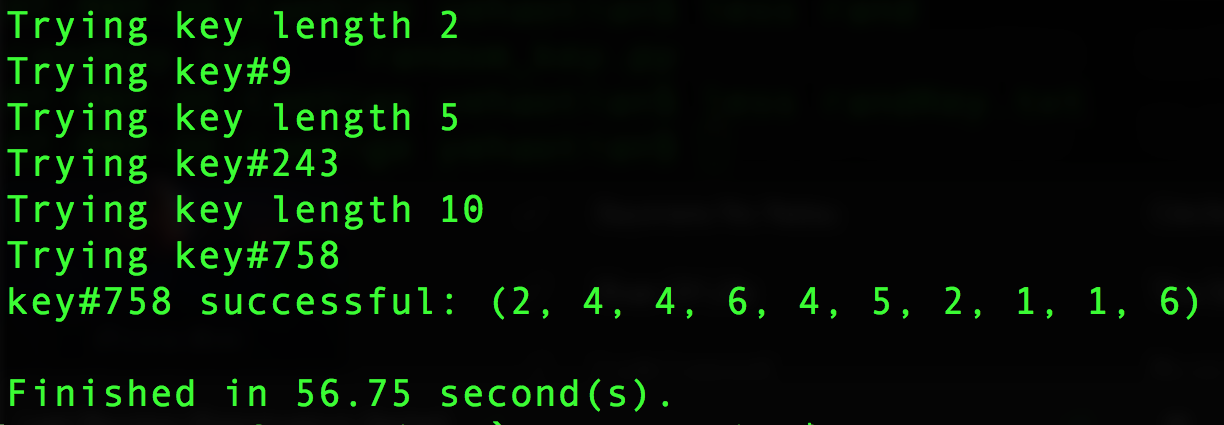 Trying key length 2
Trying key#9
Trying key length 5
Trying key#243
Trying key length 10
Trying key#758
key#758 successful: (2, 4, 4, 6, 4, 5, 2, 1, 1, 6)
Finished in 56.75 second(s).